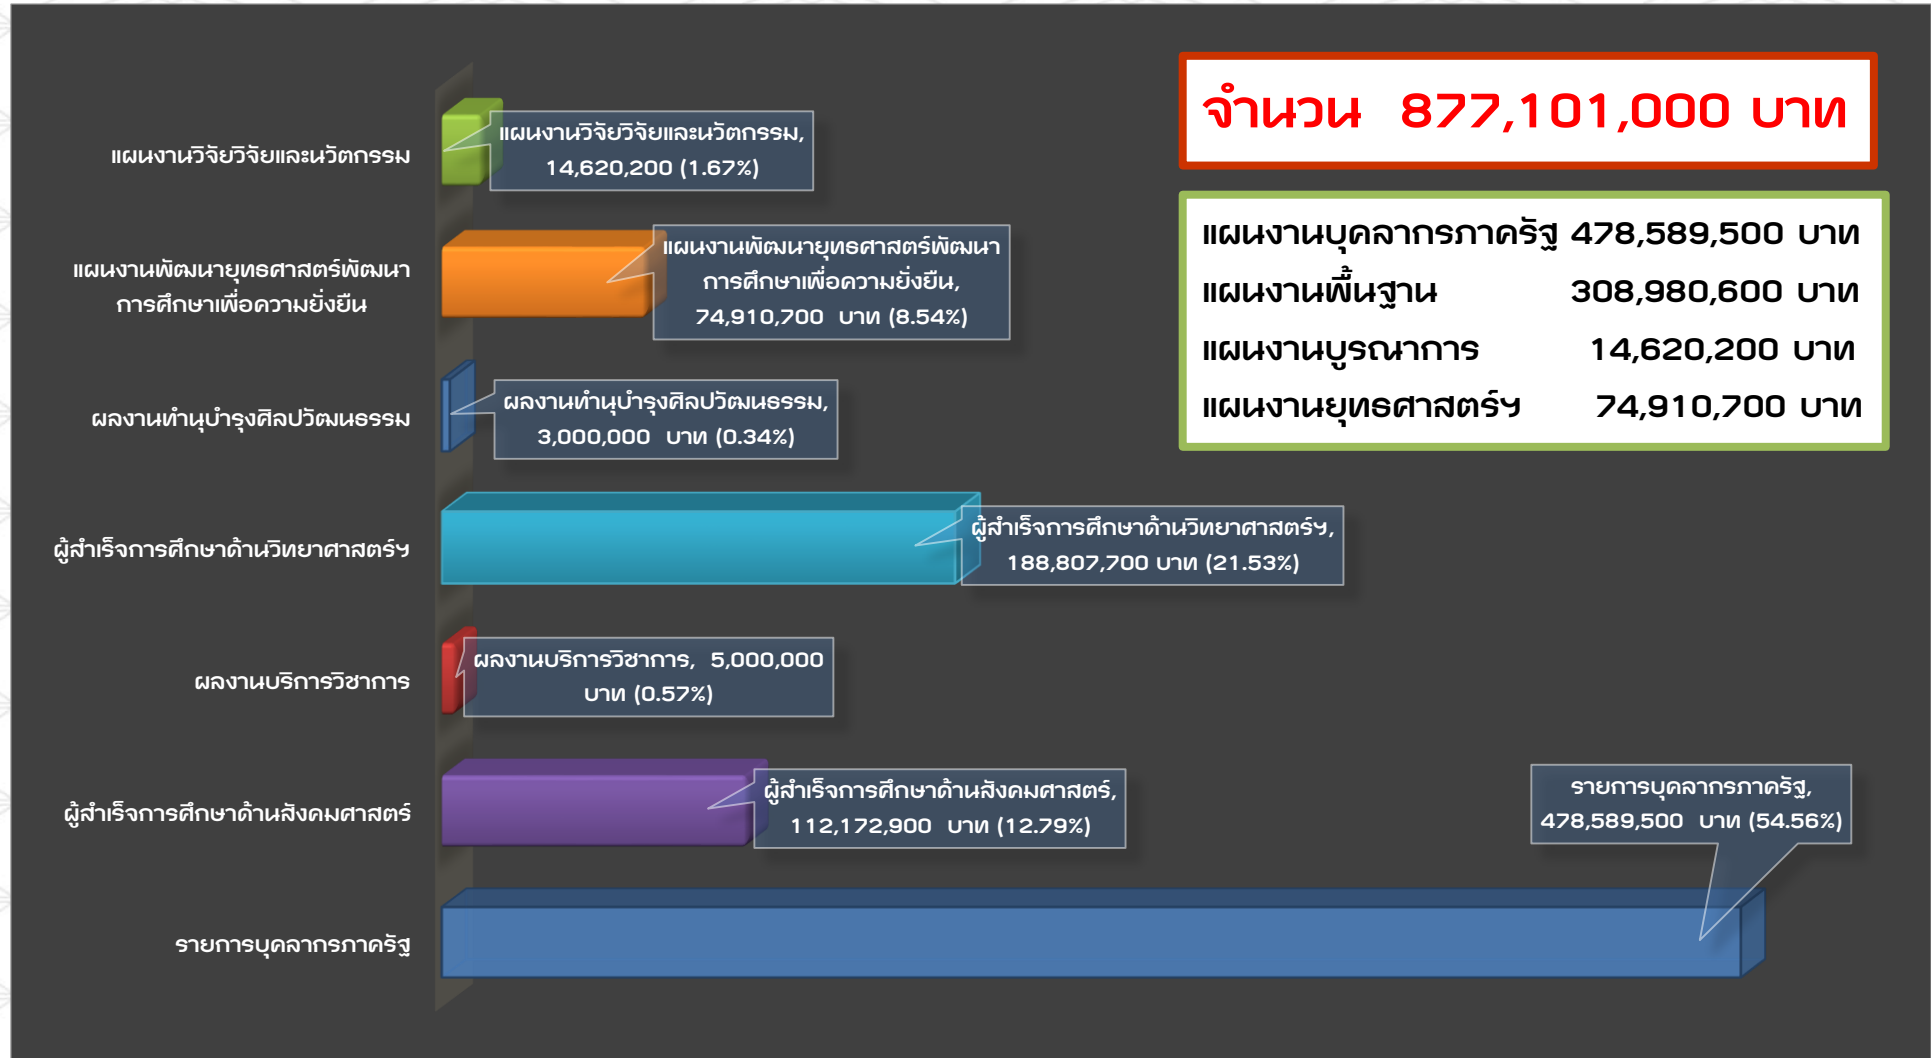 จำนวน 877,101,000 บาท
แผนงานบุคลากรภาครัฐ 478,589,500 บาท
แผนงานพื้นฐาน 308,980,600 บาท
แผนงานบูรณาการ 14,620,200 บาท
แผนงานยุทธศาสตร์ฯ 74,910,700 บาท
แผนงานวิจัยวิจัยและนวัตกรรม
แผนงานวิจัยวิจัยและนวัตกรรม,
14,620,200 (1.67%)
แผนงานพัฒนายุทธศาสตร์พัฒนา
การศึกษาเพื่อความยั่งยืน
แผนงานพัฒนายุทธศาสตร์พัฒนา
การศึกษาเพื่อความยั่งยืน,
74,910,700 บาท (8.54%)
ผลงานทำนุบำรุงศิลปวัฒนธรรม
ผลงานทำนุบำรุงศิลปวัฒนธรรม,
3,000,000 บาท (0.34%)
ผู้สำเร็จการศึกษาด้านวิทยาศาสตร์ฯ
ผู้สำเร็จการศึกษาด้านวิทยาศาสตร์ฯ,
188,807,700 บาท (21.53%)
ผลงานบริการวิชาการ
ผลงานบริการวิชาการ, 5,000,000
บาท (0.57%)
ผู้สำเร็จการศึกษาด้านสังคมศาสตร์
ผู้สำเร็จการศึกษาด้านสังคมศาสตร์,
112,172,900 บาท (12.79%)
รายการบุคลากรภาครัฐ
รายการบุคลากรภาครัฐ,
478,589,500 บาท (54.56%)